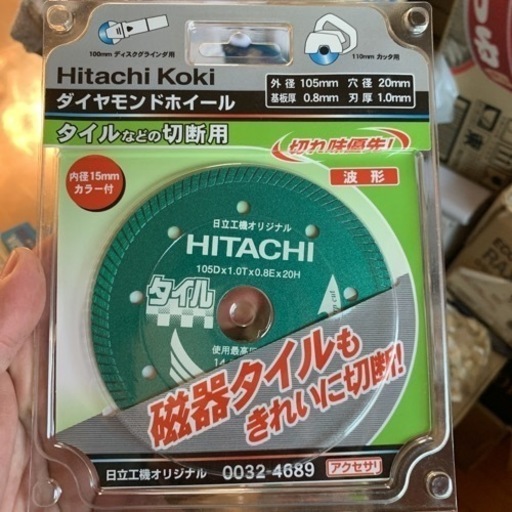 100mm ディスクグラインダ用
110mm カッタ用
Hitachi Koki
ダイヤモンドホイール
外 径 105mm 穴 径 20mm
基板厚 0.8mm 刃 厚 1.0mm
タイルなどの切断用
切れ味優先!
波 形
内径15mm
カラー付
日立工機オリジナル
HITACHI
105D×1.0T×0.8E×20H
タイル
cut
使用最高
磁器タイルも
きれいに切断!
日立工機オリジナル 0032-4689
アクセサリ